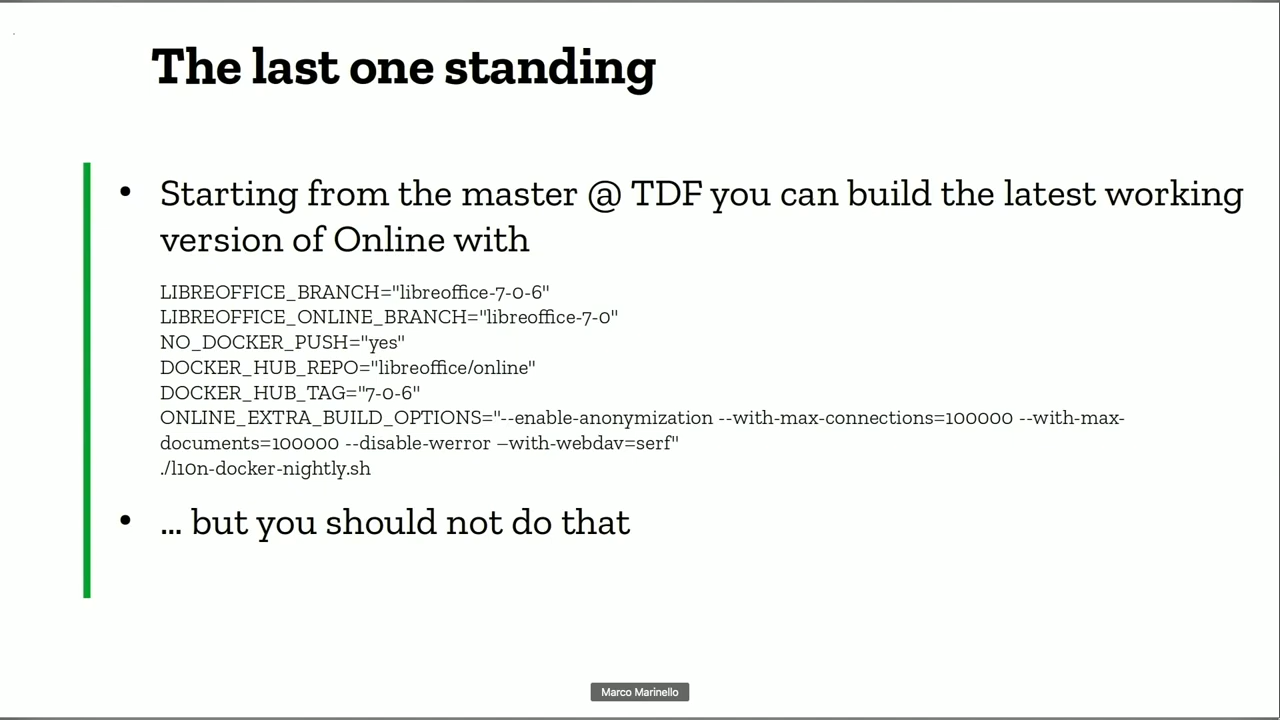 The last one standing
• Starting from the master @ TDF you can build the latest working
version of Online with
LIBREOFFICE_BRANCH="libreoffice-7-0-6"
LIBREOFFICE_ONLINE_BRANCH="libreoffice-7-0"
NO_DOCKER_PUSH="yes"
DOCKER_HUB_REPO="libreoffice/online"
DOCKER_HUB_TAG="7-0-6"
ONLINE_EXTRA_BUILD_OPTIONS="--enable-anonymization --with-max-connections=100000 --with-max-
documents=100000 --disable-werror –with-webdav=serf"
./l10n-docker-nightly.sh
• ... but you should not do that
Marco Marinello